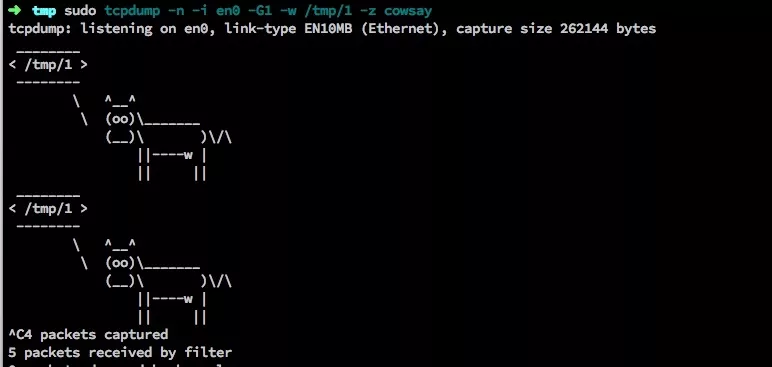 ➜  tmp sudo tcpdump -n -i en0 -G1 -w /tmp/1 -z cowsay
tcpdump: listening on en0, link-type EN10MB (Ethernet), capture size 262144 bytes
 ________
< /tmp/1 >
 --------
        \   ^__^
         \  (oo)\_______
            (__)\       )\/\
                ||----w |
                ||     ||
 ________
< /tmp/1 >
 --------
        \   ^__^
         \  (oo)\_______
            (__)\       )\/\
                ||----w |
                ||     ||
^C4 packets captured
5 packets received by filter